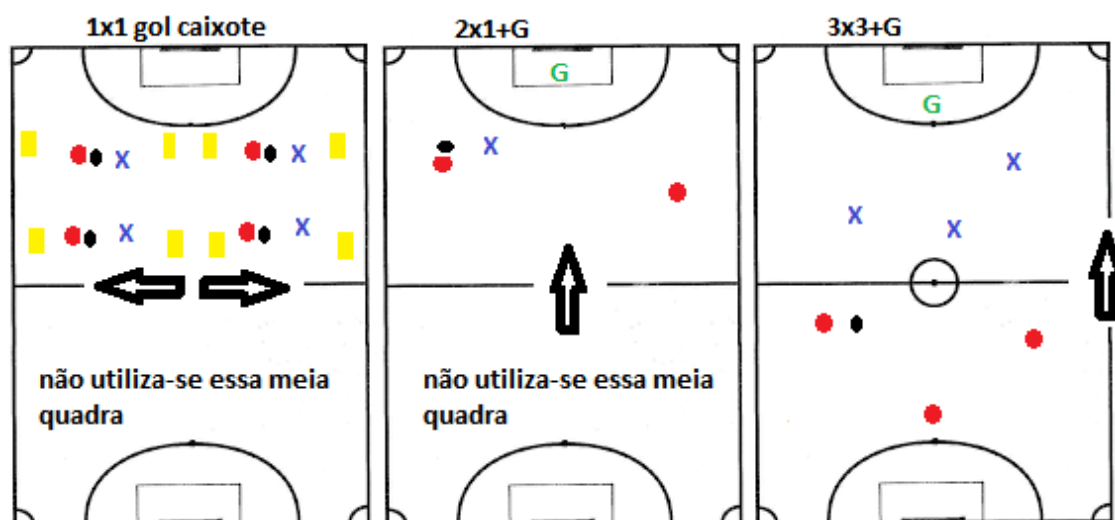 1x1 gol caixote
2x1+G
3x3+G
G
G
X
X
X
X
X
X
X
X
não utiliza-se essa meia
quadra
não utiliza-se essa meia
quadra